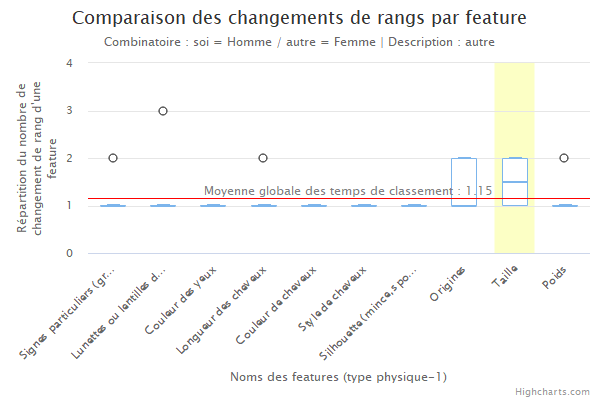 Comparaison des changements de rangs par feature
Combinatoire : soi = Homme / autre = Femme | Description : autre
Répartition du nombre de
changement de rang d'une
feature
4
3
2
1
0
Moyenne globale des temps de classement : 1.15
Signes particuliers (gr...
Lunettes ou lentilles d...
Couleur des yeux
Longueur des cheveux
Couleur de cheveux
Style de cheveux
Silhouette (mince,s po...
Origines
Taille
Poids
Noms des features (type physique-1)
Highcharts.com